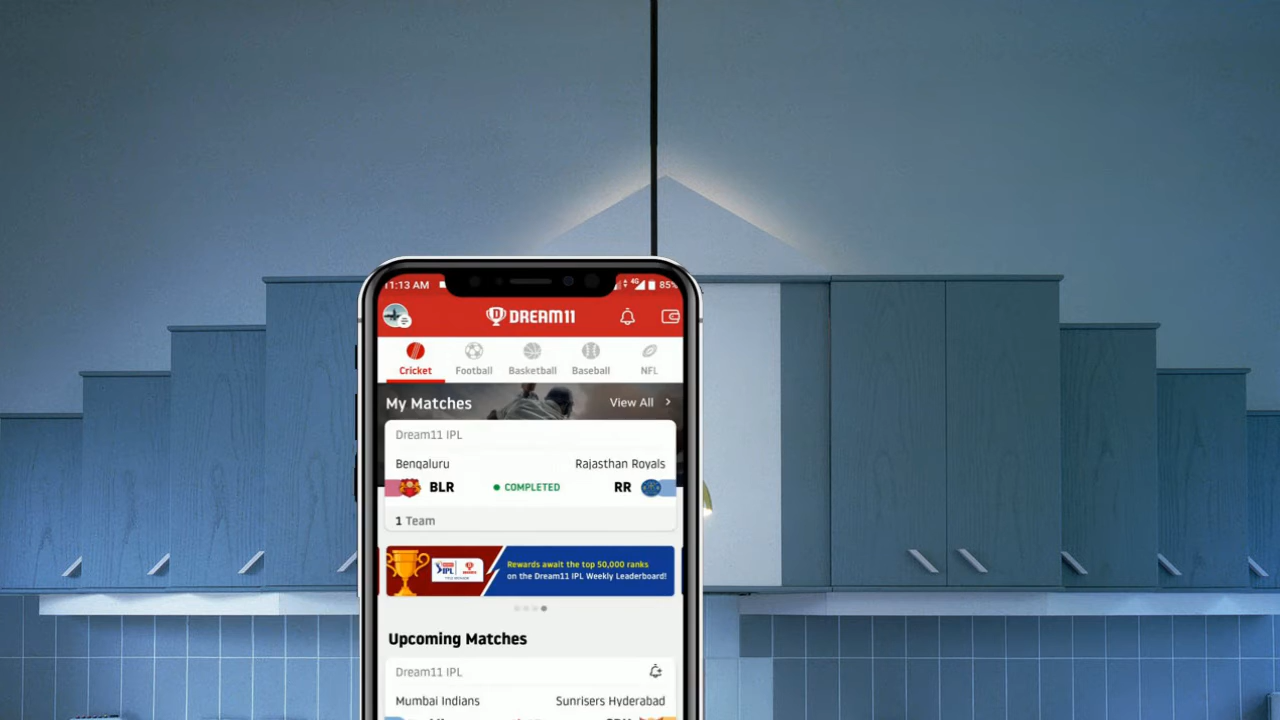 11:13 AM 4G 85%
DREAM11
Cricket Football Basketball Baseball NFL
My Matches View All
Dream11 IPL
Bengaluru Rajasthan Royals
BLR COMPLETED RR
1 Team
IPL
Rewards await the top 50,000 ranks
on the Dream11 IPL Weekly Leaderboard!
Upcoming Matches
Dream11 IPL
Mumbai Indians Sunrisers Hyderabad